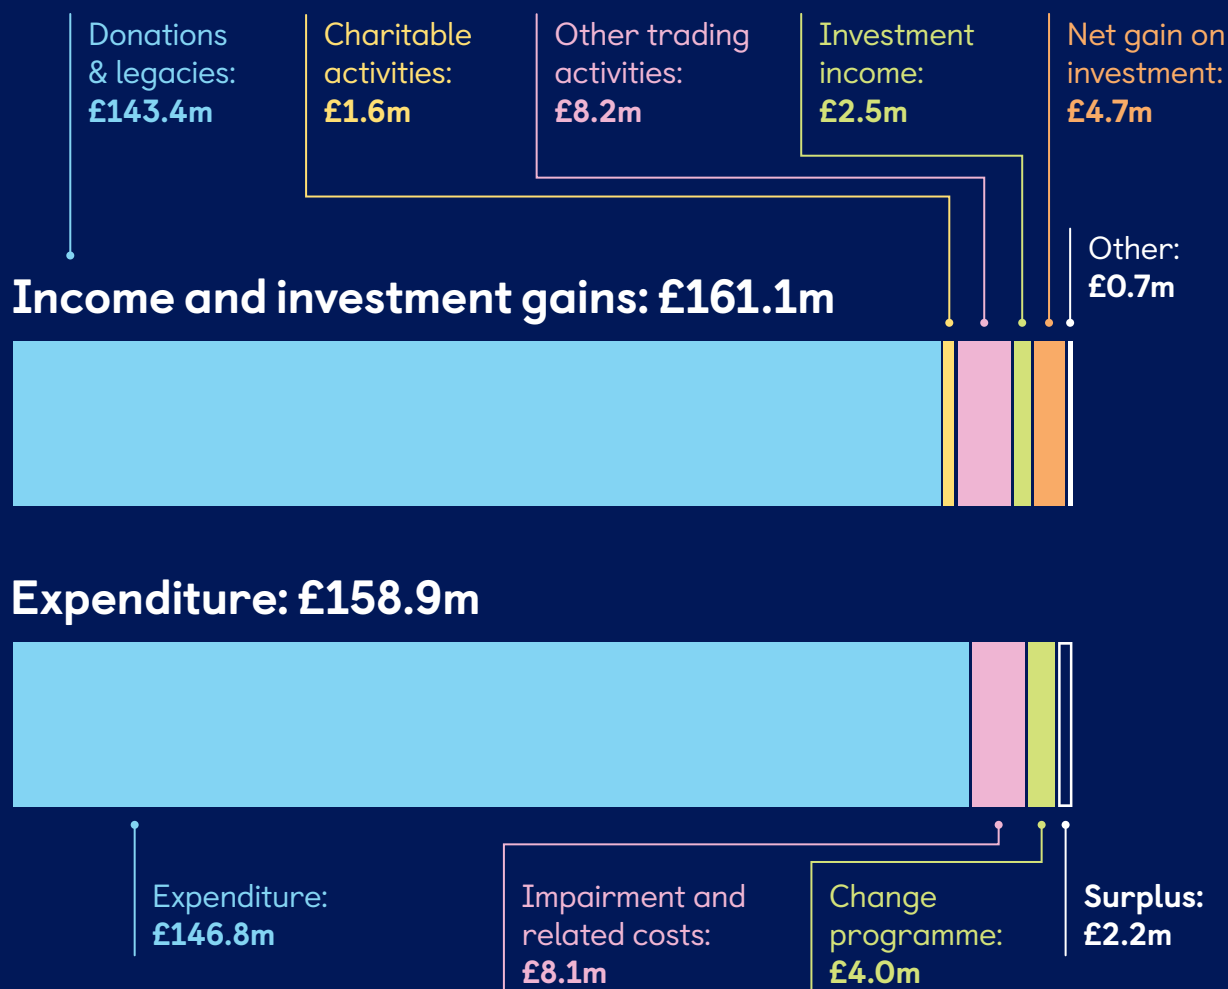 Donations
& legacies:
£143.4m
Charitable
activities:
£1.6m
Other trading
activities:
£8.2m
Investment
income:
£2.5m
Net gain on
investment:
£4.7m
Other:
£0.7m
Income and investment gains: £161.1m
Expenditure: £158.9m
Expenditure:
£146.8m
Impairment and
related costs:
£8.1m
Change
programme:
£4.0m
Surplus:
£2.2m